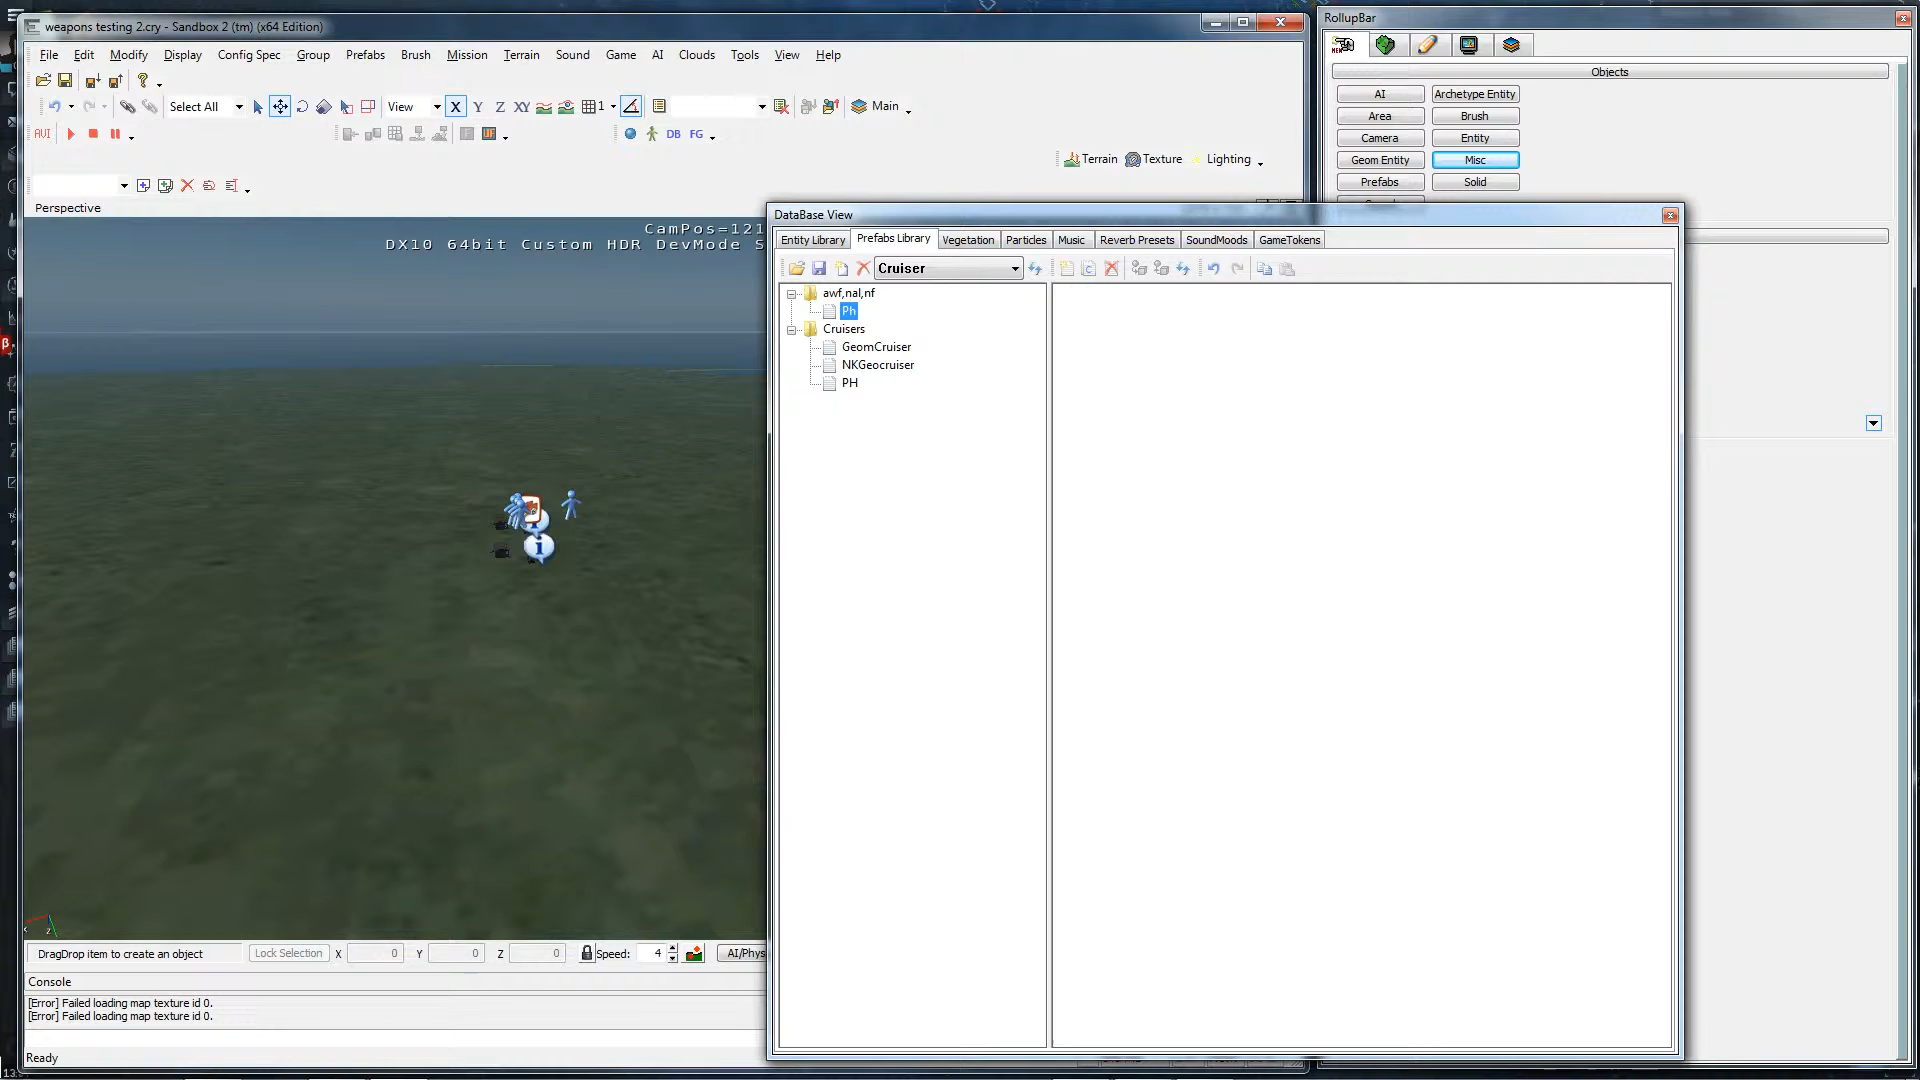 weapons testing 2.cry - Sandbox 2 (tm) (x64 Edition)
File Edit Modify Display Config Spec Group Prefabs Brush Mission Terrain Sound Game AI Clouds Tools View Help
Select All View X Y Z XY 1 Main
AVI DB FG
Terrain Texture Lighting
Perspective
CamPos=121
DX10 64bit Custom HDR DevMode S
DragDrop item to create an object Lock Selection X 0 Y 0 Z 0 Speed: 4 AI/Phys
Console
[Error] Failed loading map texture id 0.
[Error] Failed loading map texture id 0.
Ready
DataBase View
Entity Library Prefabs Library Vegetation Particles Music Reverb Presets SoundMoods GameTokens
Cruiser
awf,nal,nf
Ph
Cruisers
GeomCruiser
NKGeocruiser
PH
RollupBar
Objects
AI Archetype Entity
Area Brush
Camera Entity
Geom Entity Misc
Prefabs Solid